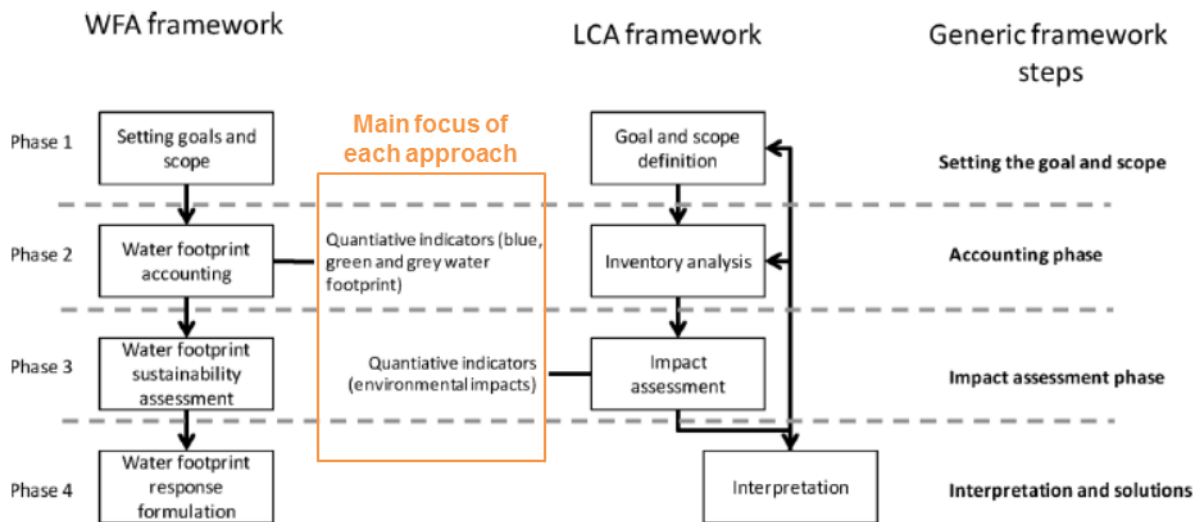 WFA framework
LCA framework
Generic framework
steps
Phase 1
Setting goals and
scope
Main focus of
each approach
Goal and scope
definition
Setting the goal and scope
Phase 2
Water footprint
accounting
Quantiative indicators (blue,
green and grey water
footprint)
Inventory analysis
Accounting phase
Phase 3
Water footprint
sustainability
assessment
Quantiative indicators
(environmental impacts)
Impact
assessment
Impact assessment phase
Phase 4
Water footprint
response
formulation
Interpretation
Interpretation and solutions